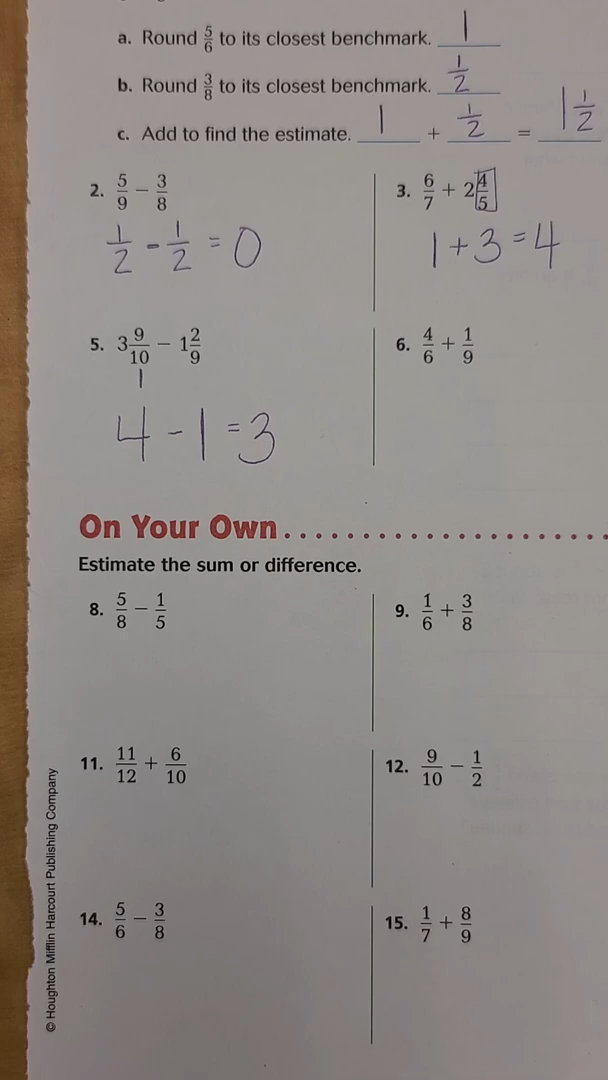 a. Round 5/6 to its closest benchmark. 1
b. Round 3/8 to its closest benchmark. 1/2
c. Add to find the estimate. 1 + 1/2 = 1 1/2
2. 5/9 - 3/8
1/2 - 1/2 = 0
3. 6/7 + 2 4/5
1 + 3 = 4
5. 3 9/10 - 1 2/9
1
4 - 1 = 3
6. 4/6 + 1/9
On Your Own
Estimate the sum or difference.
8. 5/8 - 1/5
9. 1/6 + 3/8
11. 11/12 + 6/10
12. 9/10 - 1/2
14. 5/6 - 3/8
15. 1/7 + 8/9
© Houghton Mifflin Harcourt Publishing Company